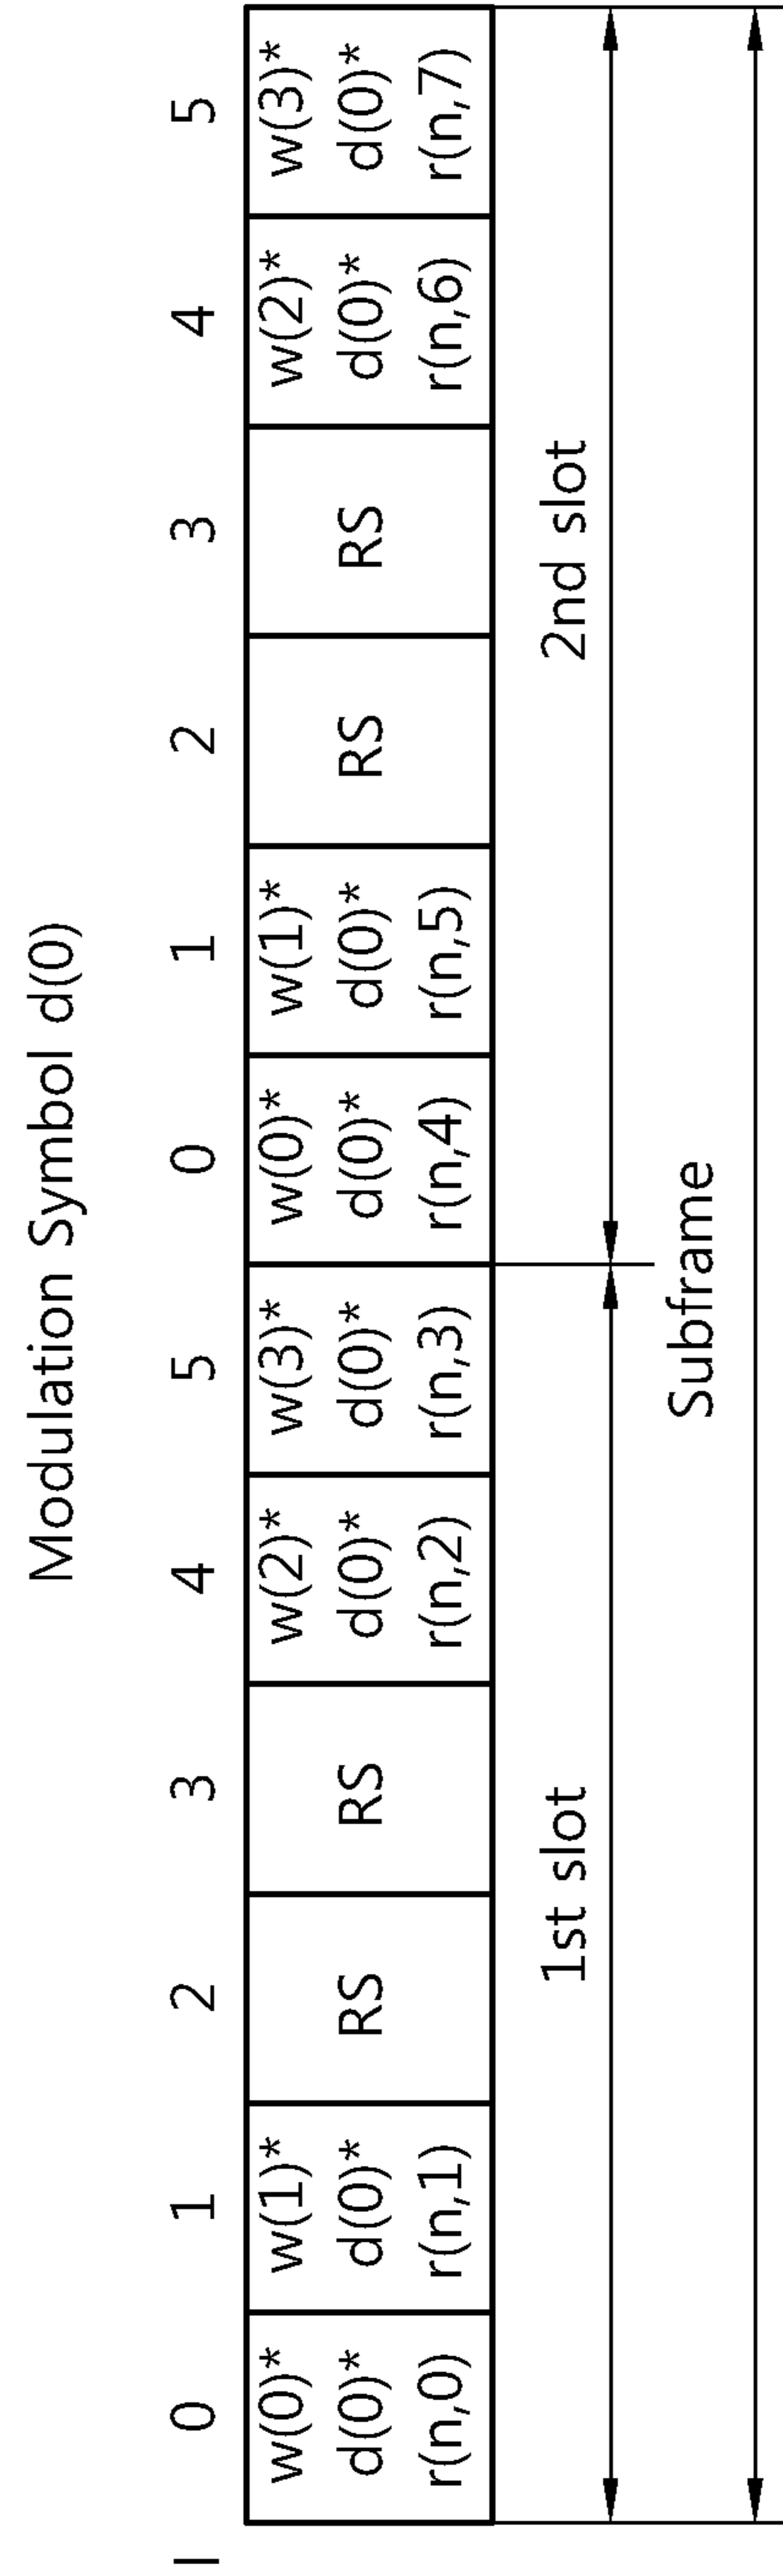 Modulation Symbol d(0)
l 0 1 2 3 4 5 0 1 2 3 4 5
w(0)* w(1)* RS RS w(2)* w(3)* w(0)* w(1)* RS RS w(2)* w(3)*
d(0)* d(0)* d(0)* d(0)* d(0)* d(0)* d(0)* d(0)*
r(n,0) r(n,1) r(n,2) r(n,3) r(n,4) r(n,5) r(n,6) r(n,7)
1st slot 2nd slot
Subframe